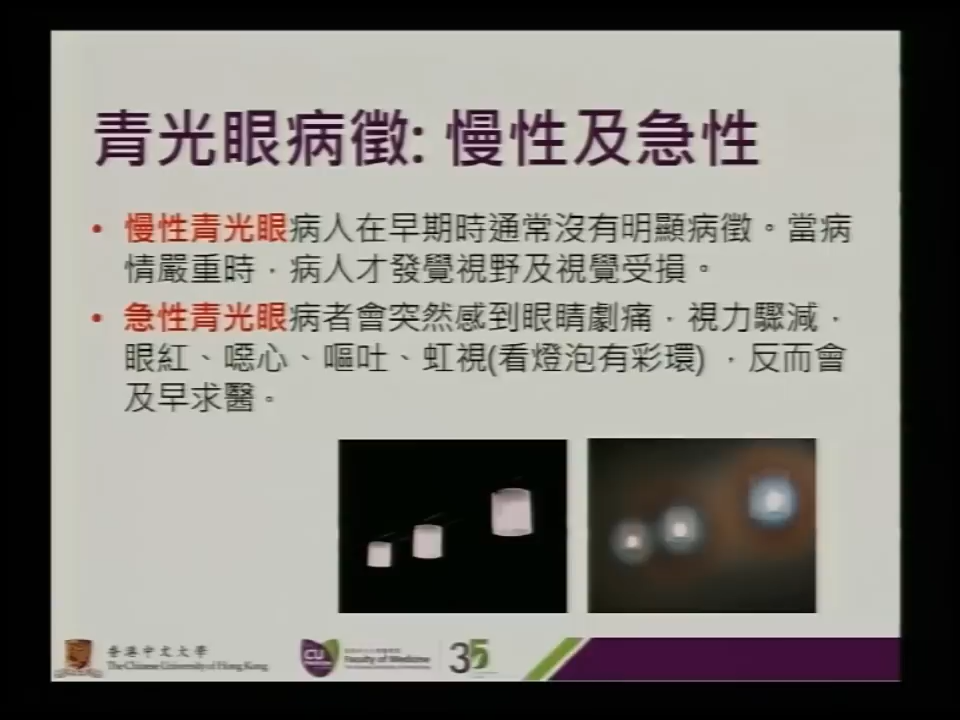 青光眼病徵: 慢性及急性
• 慢性青光眼病人在早期時通常沒有明顯病徵。當病
情嚴重時，病人才發覺視野及視覺受損。
• 急性青光眼病者會突然感到眼睛劇痛，視力驟減，
眼紅、噁心、嘔吐、虹視(看燈泡有彩環) ，反而會
及早求醫。
香港中文大學
The Chinese University of Hong Kong
CU
Faculty of Medicine
35